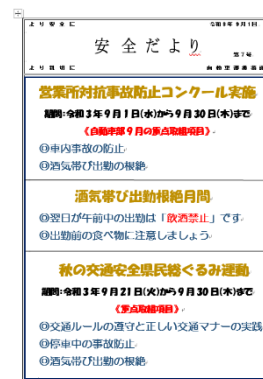 より安全に
令和3年9月1日
安全だより
第7号
より親切に
営業所対抗事故防止コンクール実施
期間:令和3年9月1日(水)から9月30日(木)まで
《自動車部9月の重点取組項目》
◎車内事故の防止
◎酒気帯び出勤の根絶
酒気帯び出勤根絶月間
◎翌日が午前中の出勤は「飲酒禁止」です
◎出勤前の食べ物に注意しましょう
秋の交通安全県民総ぐるみ運動
期間:令和3年9月21日(火)から9月30日(木)まで
《重点取組項目》
◎交通ルールの遵守と正しい交通マナーの実践
◎停車中の事故防止
◎酒気帯び出勤の根絶